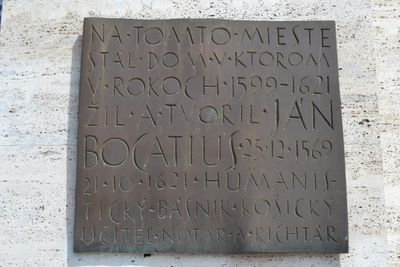 NA·TOMTO·MIESTE
STÁL·DOM·V·KTOROM
V·ROKOCH·1599-1621
ŽIL·A·TVORIL·JÁN
BOCATIUS·25·12·1569
21·10·1621·HUMANIS-
TICKÝ·BÁSNIK·KOŠICKÝ
UČITEĽ·NOTÁR·A·RICHTÁR